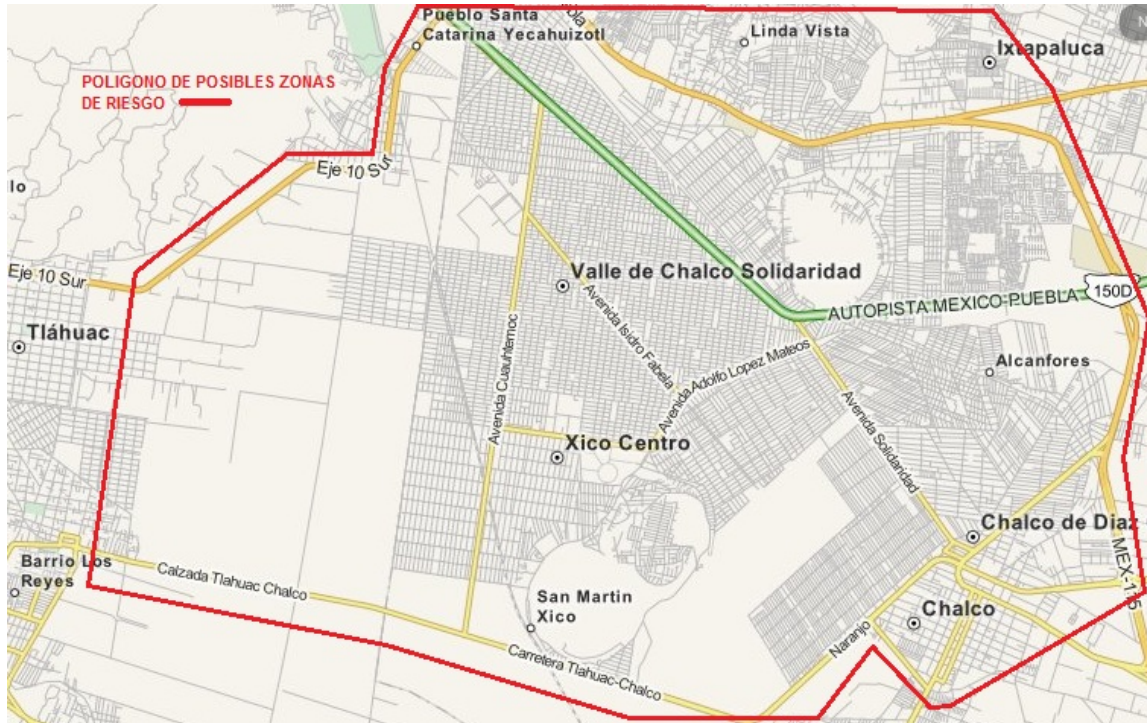 Pueblo Santa
Catarina Yecahuizotl
Linda Vista
Ixtapaluca
POLIGONO DE POSIBLES ZONAS
DE RIESGO
Eje 10 Sur
lo
Eje 10 Sur
Valle de Chalco Solidaridad
150D
AUTOPISTA MEXICO-PUEBLA
Tláhuac
Avenida Isidro Fabela
Avenida Adolfo Lopez Mateos
Alcanfores
Avenida Cuauhtemoc
Avenida Solidaridad
Xico Centro
Chalco de Diaz
MEX-115
Barrio Los
Reyes
Calzada Tlahuac Chalco
San Martin
Xico
Chalco
Naranjo
Carretera Tlahuac-Chalco